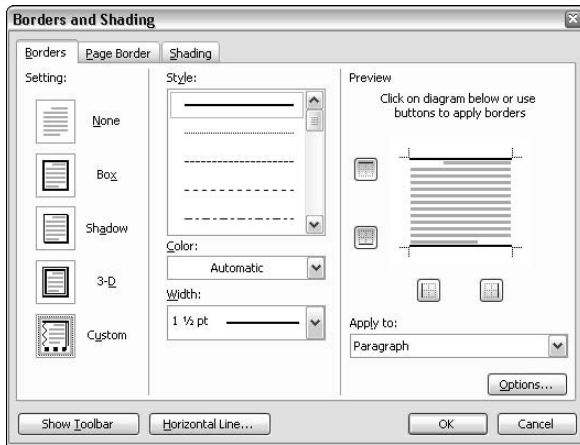 Borders and Shading
Borders
Page Border
Shading
Setting:
None
Box
Shadow
3-D
Custom
Style:
Color:
Automatic
Width:
1 ½ pt
Preview
Click on diagram below or use
buttons to apply borders
Apply to:
Paragraph
Options...
Show Toolbar
Horizontal Line...
OK
Cancel